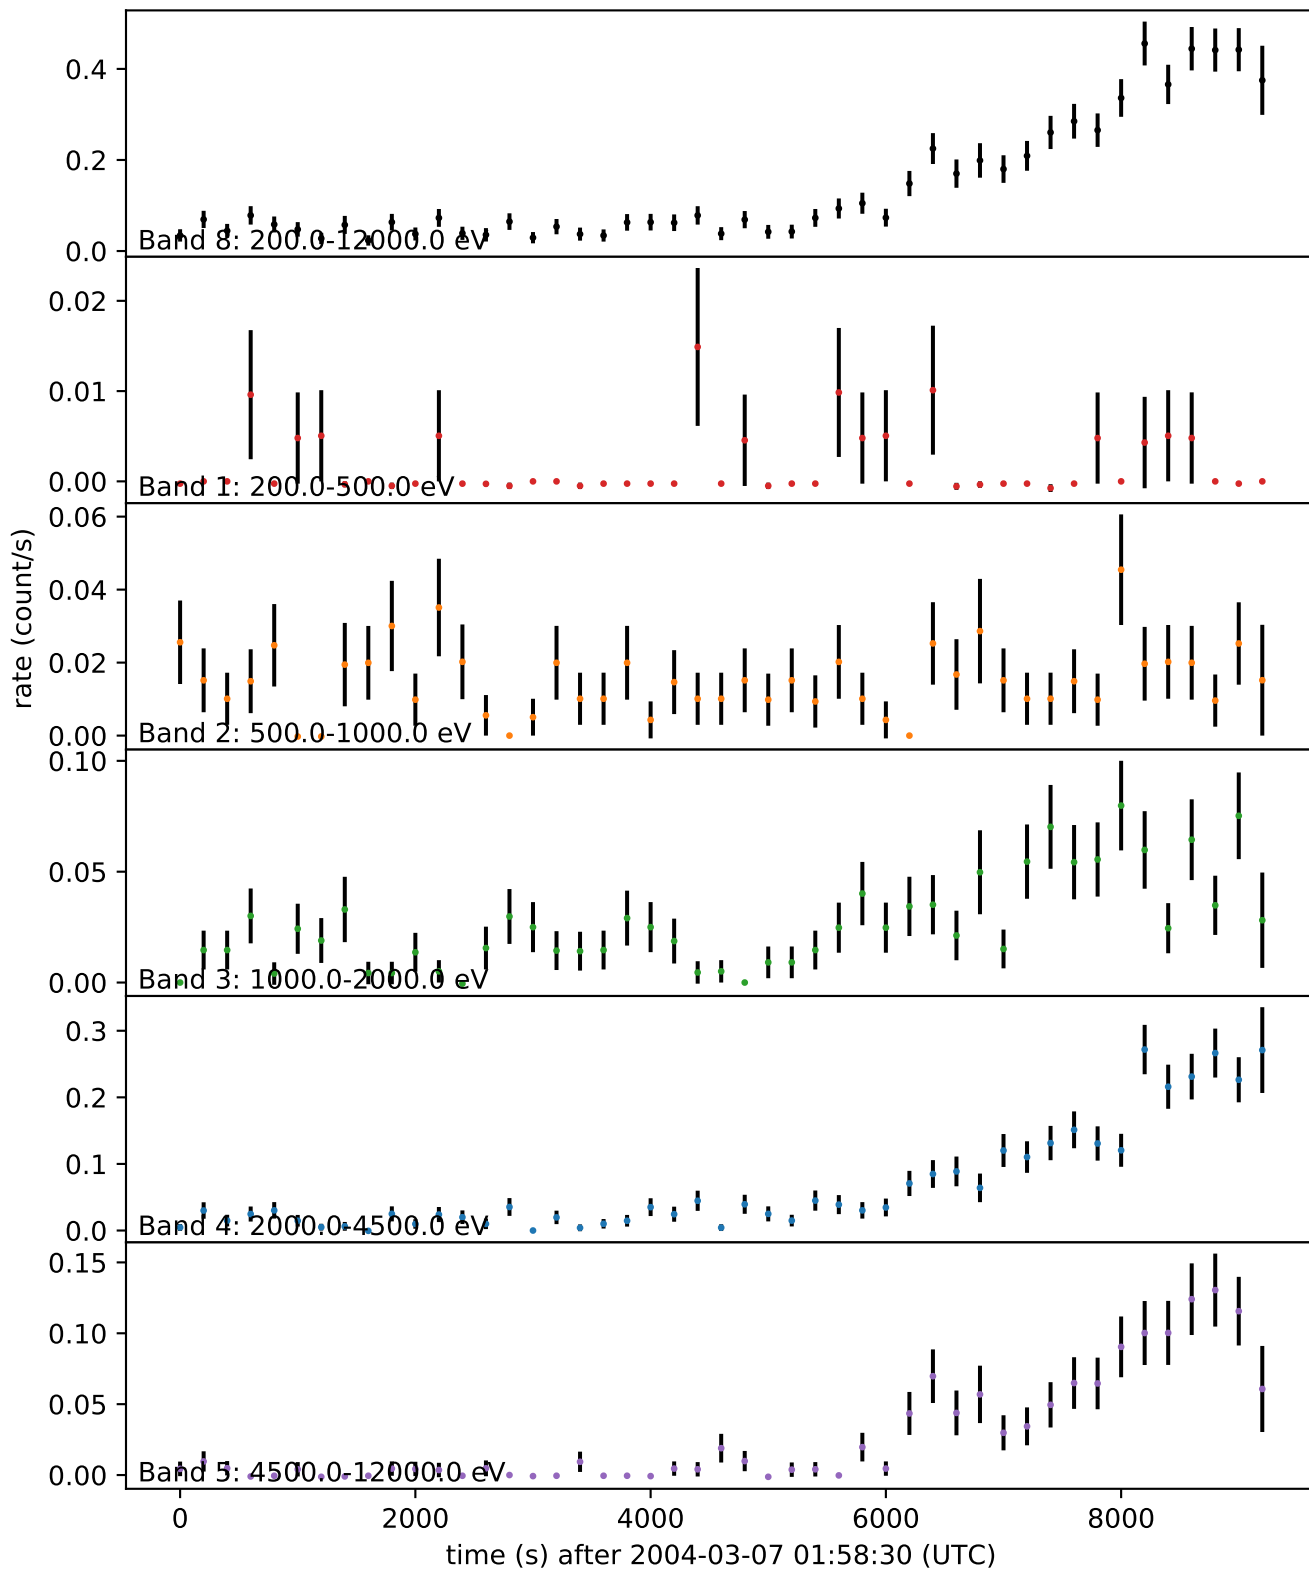 0.4
0.2
0.0
Band 8: 200.0-12000.0 eV
0.02
0.01
0.00
Band 1: 200.0-500.0 eV
rate (count/s)
0.06
0.04
0.02
0.00
Band 2: 500.0-1000.0 eV
0.10
0.05
0.00
Band 3: 1000.0-2000.0 eV
0.3
0.2
0.1
0.0
Band 4: 2000.0-4500.0 eV
0.15
0.10
0.05
0.00
Band 5: 4500.0-12000.0 eV
0 2000 4000 6000 8000
time (s) after 2004-03-07 01:58:30 (UTC)